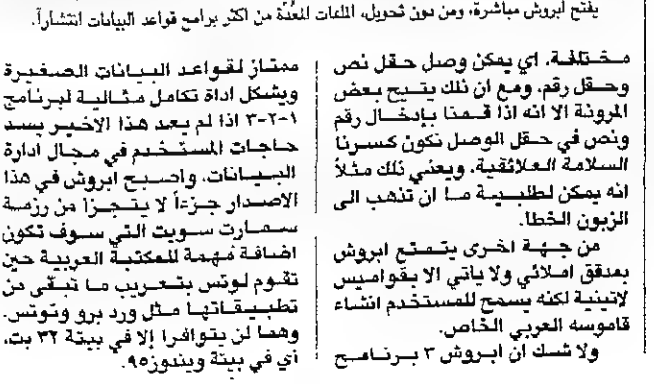 يفتح ابروش مباشرة، ومن دون تحويل، الملفات المعدّة من اكثر برامج قواعد البيانات انتشاراً.
مختلفة. اي يمكن وصل حقل نص
وحقل رقم. ومع ان ذلك يتيح بعض
المرونة الا انه اذا قمنا بإدخال رقم
ونص في حقل الوصل نكون كسرنا
السلامة العلائقية. ويعني ذلك مثلاً
انه يمكن لطلبية ما ان تذهب الى
الزبون الخطأ.
من جهة اخرى يتمتع ابروش
بمدقق املائي ولا ياتي الا بقواميس
لاتينية لكنه يسمح للمستخدم انشاء
قاموسه العربي الخاص.
ولا شك ان ابروش ٣ برنامج
ممتاز لقواعد البيانات الصغيرة
ويشكل اداة تكامل مثالية لبرنامج
١-٢-٣ اذا لم يعد هذا الاخير يسد
حاجات المستخدم في مجال ادارة
البيانات. واصبح ابروش في هذا
الاصدار جزءاً لا يتجزا من رزمة
سمارت سويت التي سوف تكون
اضافة مهمة للمكتبة العربية حين
تقوم لوتس بتعريب ما تبقى من
تطبيقاتها مثل ورد برو ونوتس.
وهما لن يتوافرا إلا في بيئة ٣٢ بت،
أي في بيئة ويندوز٩٥.